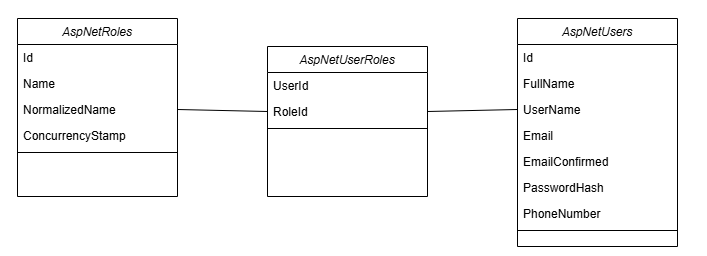 AspNetRoles
Id
Name
NormalizedName
ConcurrencyStamp
AspNetUserRoles
UserId
RoleId
AspNetUsers
Id
FullName
UserName
Email
EmailConfirmed
PasswordHash
PhoneNumber